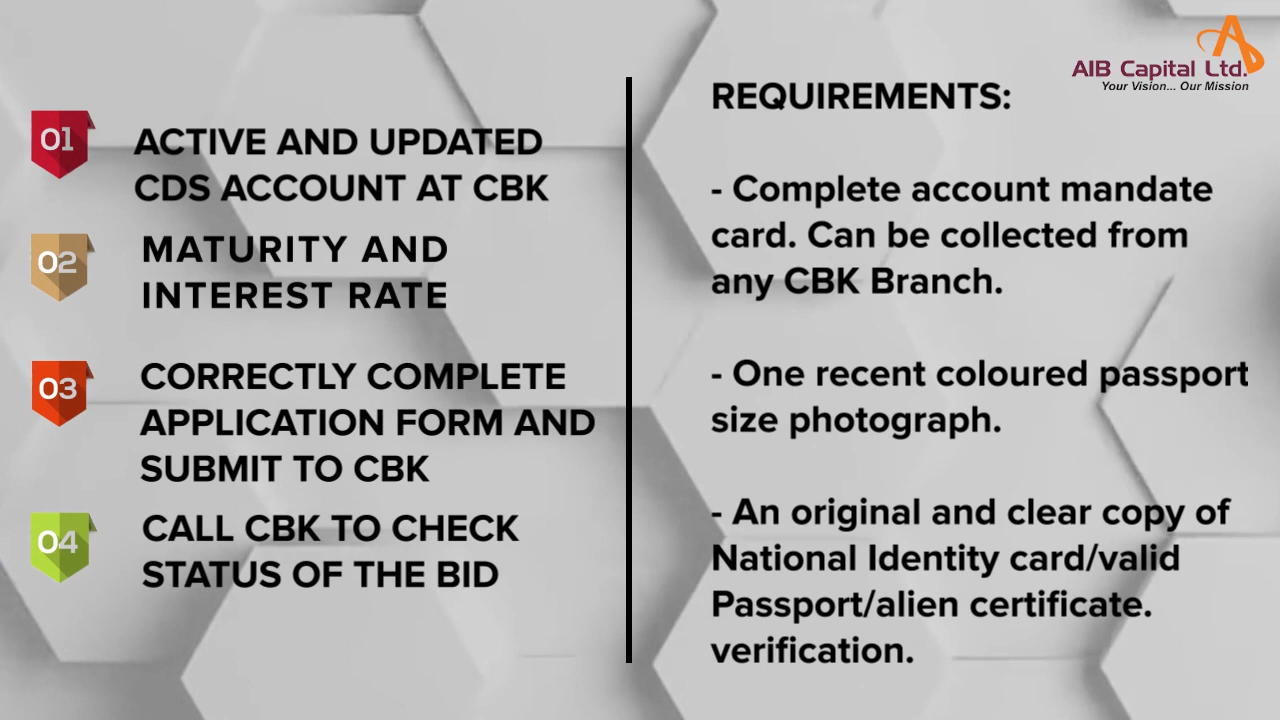 AIB Capital Ltd.
Your Vision... Our Mission
01
ACTIVE AND UPDATED
CDS ACCOUNT AT CBK
02
MATURITY AND
INTEREST RATE
03
CORRECTLY COMPLETE
APPLICATION FORM AND
SUBMIT TO CBK
04
CALL CBK TO CHECK
STATUS OF THE BID
REQUIREMENTS:
- Complete account mandate
card. Can be collected from
any CBK Branch.
- One recent coloured passport
size photograph.
- An original and clear copy of
National Identity card/valid
Passport/alien certificate.
verification.